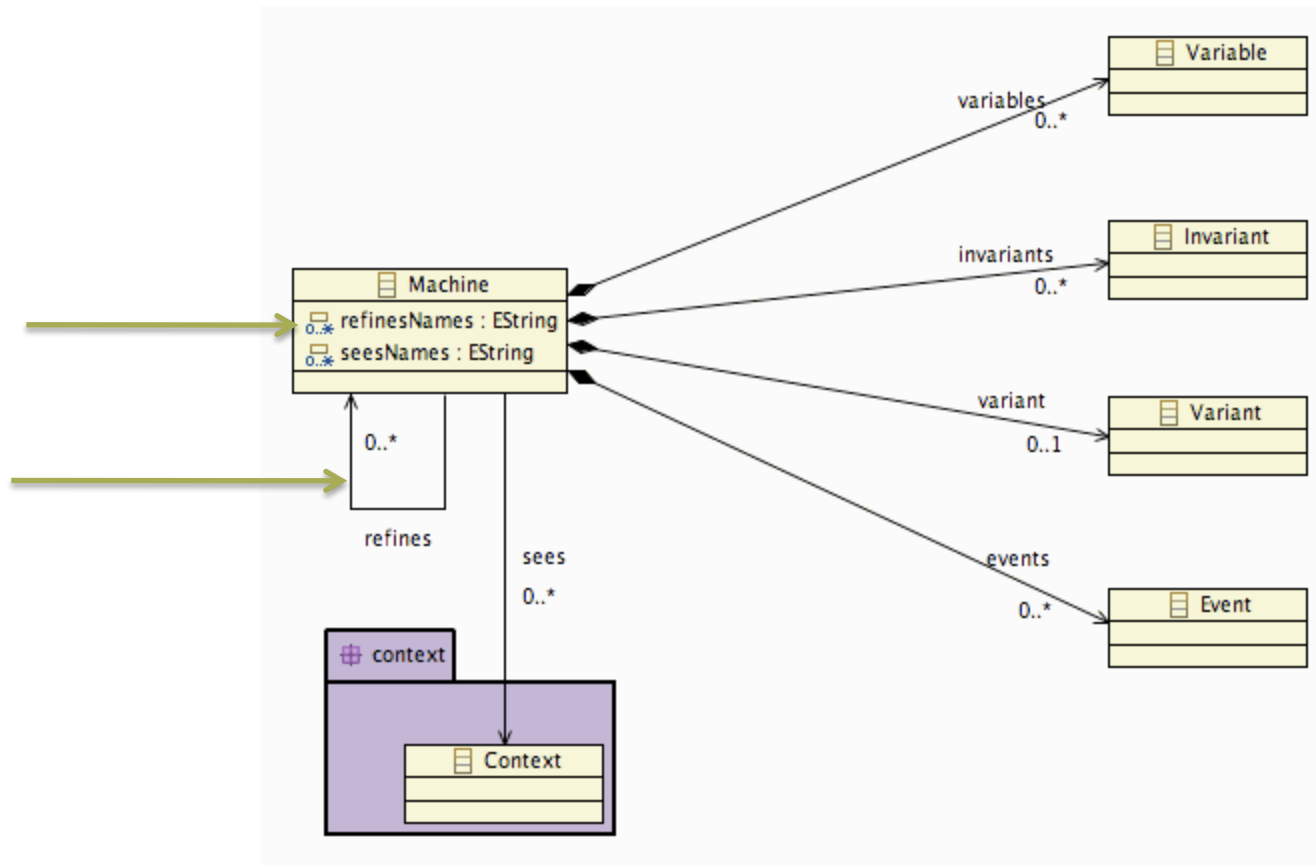 Variable
variables
0..*
Invariant
invariants
0..*
Machine
0..* refinesNames : EString
0..* seesNames : EString
variant
0..1
Variant
0..*
refines
sees
0..*
events
0..*
Event
context
Context